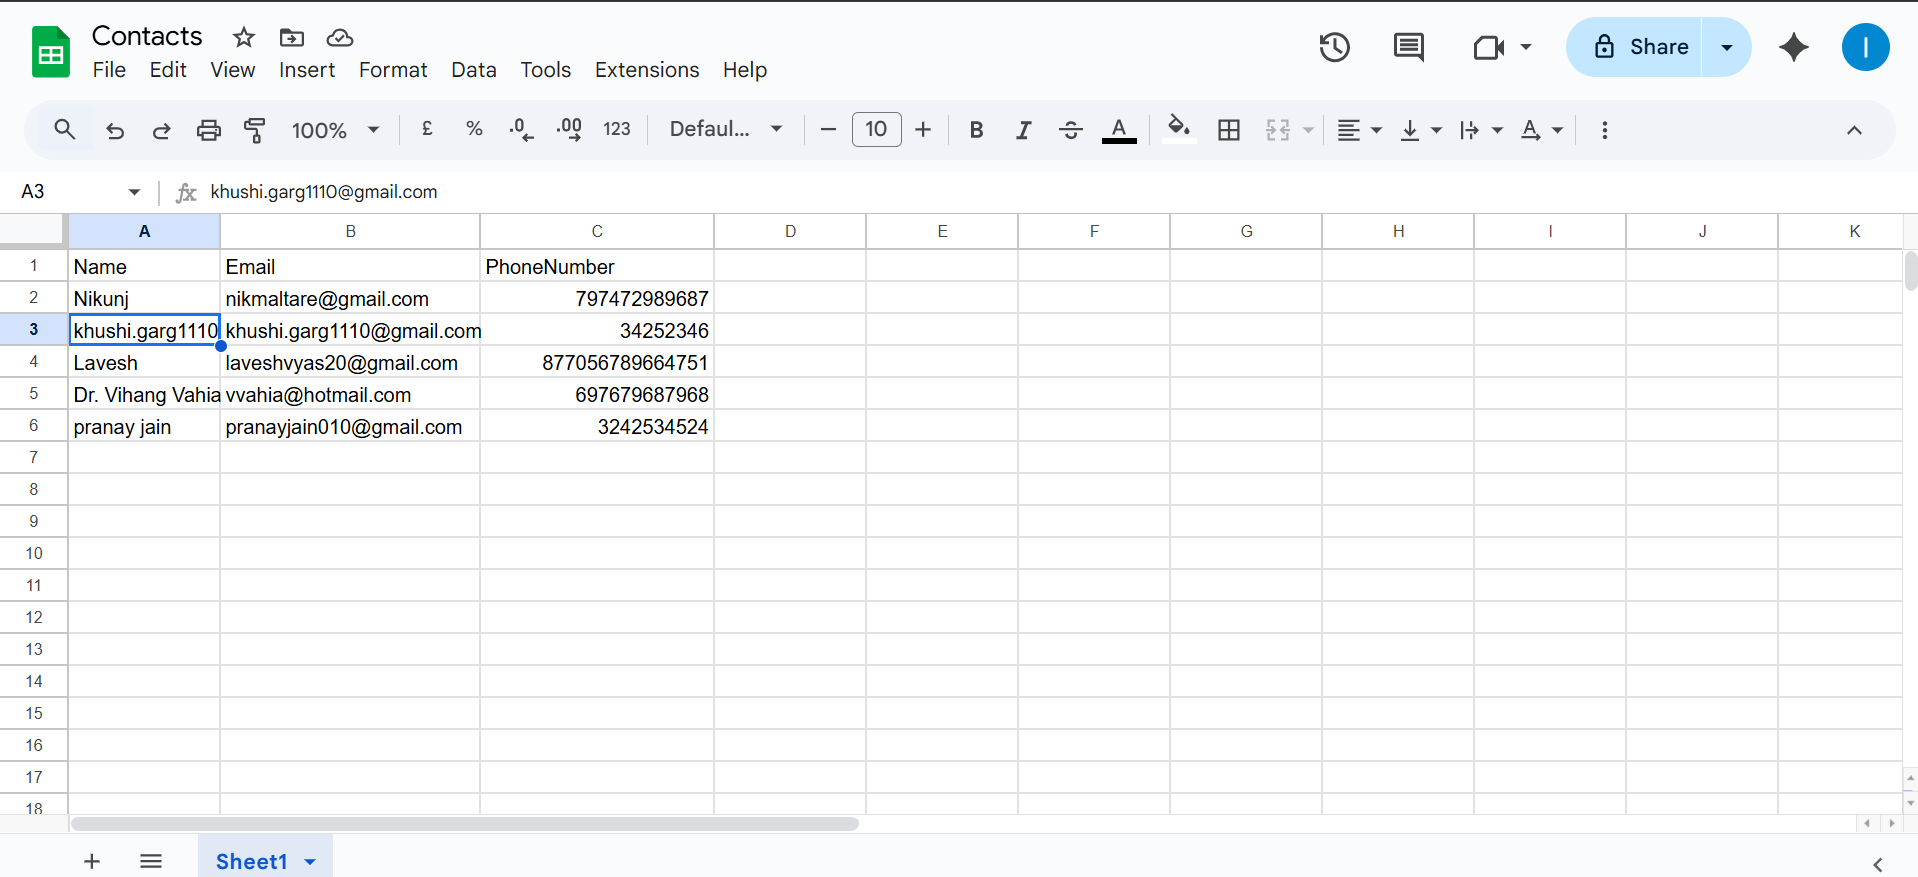 Contacts
File Edit View Insert Format Data Tools Extensions Help
Share
I
100% £ % .0 .00 123 Defaul... 10 B I S A A
A3 fx khushi.garg1110@gmail.com
A B C D E F G H I J K
1 Name Email PhoneNumber
2 Nikunj nikmaltare@gmail.com 797472989687
3 khushi.garg1110 khushi.garg1110@gmail.com 34252346
4 Lavesh laveshvyas20@gmail.com 877056789664751
5 Dr. Vihang Vahia vvahia@hotmail.com 697679687968
6 pranay jain pranayjain010@gmail.com 3242534524
7
8
9
10
11
12
13
14
15
16
17
18
Sheet1